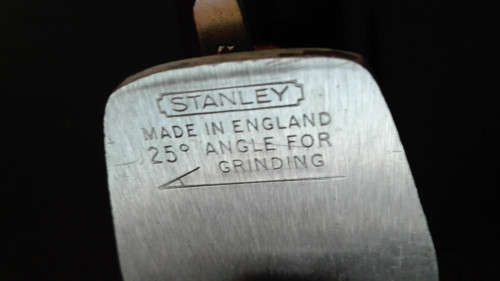 STANLEY
MADE IN ENGLAND
25° ANGLE FOR
GRINDING